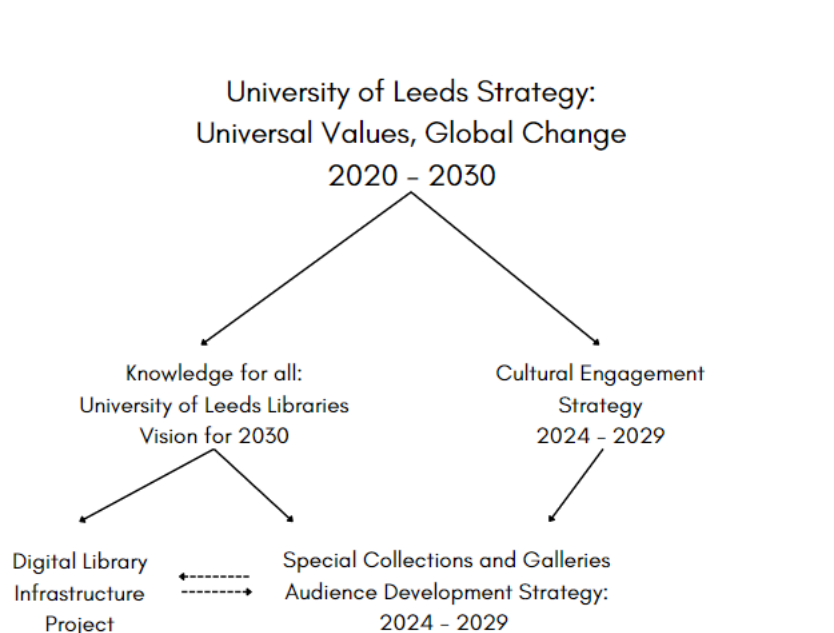 University of Leeds Strategy:
Universal Values, Global Change
2020 - 2030
Knowledge for all:
University of Leeds Libraries
Vision for 2030
Cultural Engagement
Strategy
2024 - 2029
Digital Library
Infrastructure
Project
Special Collections and Galleries
Audience Development Strategy:
2024 - 2029